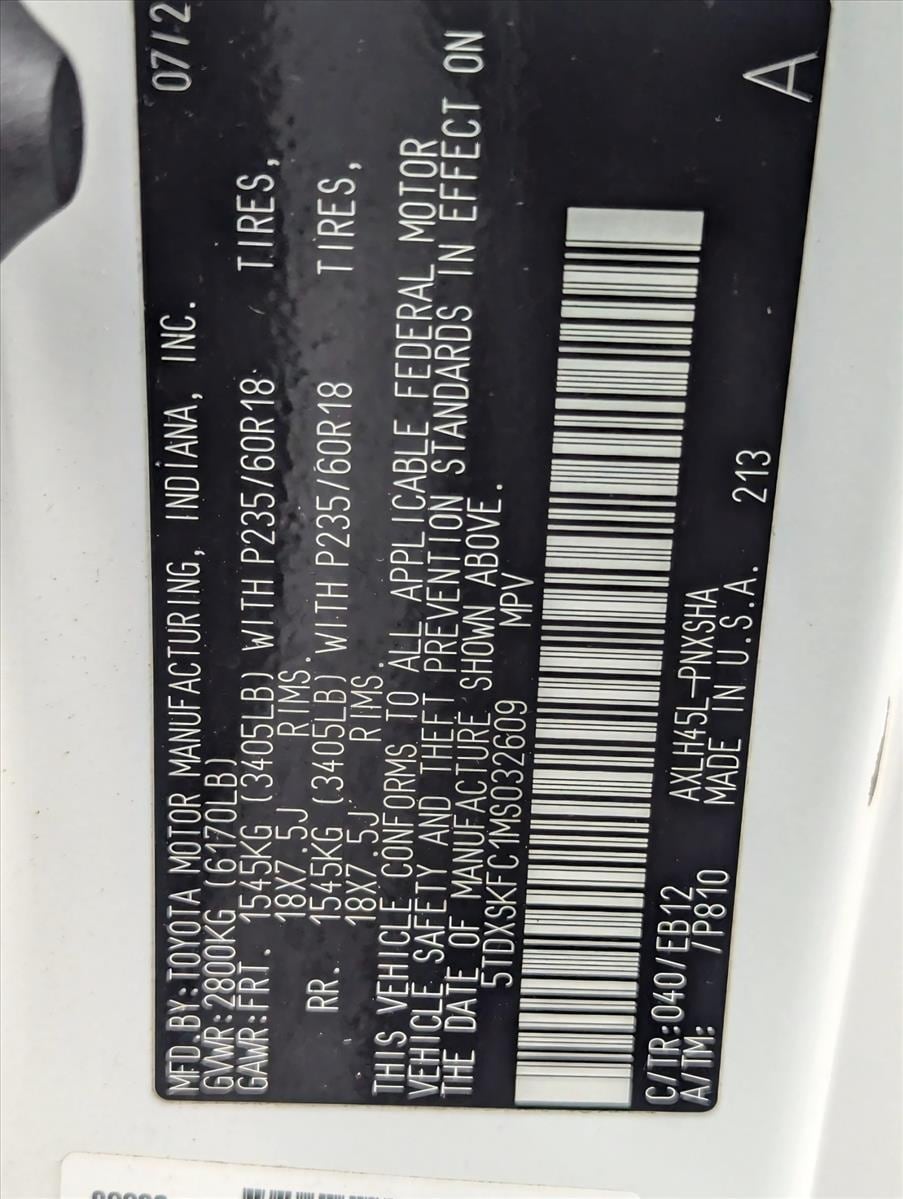 MFD.BY:TOYOTA MOTOR MANUFACTURING, INDIANA, INC. 07/2
GVWR:2800KG (6170LB)
GAWR:FRT. 1545KG (3405LB) WITH P235/60R18 TIRES,
18X7.5J RIMS.
RR. 1545KG (3405LB) WITH P235/60R18 TIRES,
18X7.5J RIMS.
THIS VEHICLE CONFORMS TO ALL APPLICABLE FEDERAL MOTOR
VEHICLE SAFETY AND THEFT PREVENTION STANDARDS IN EFFECT ON
THE DATE OF MANUFACTURE SHOWN ABOVE.
5TDXSKFC1MS032609 MPV
C/TR:040/EB12 AXLH45L-PNXSHA
A/TM: /P810 MADE IN U.S.A. 213
A